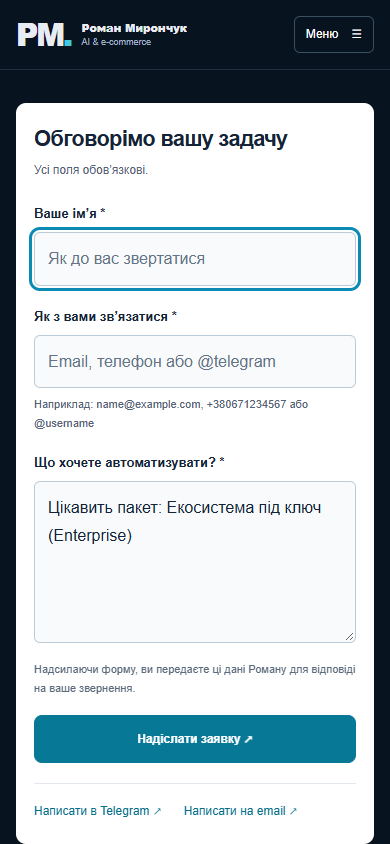 РМ.
Роман Мирончук
AI & e-commerce
Меню ☰
Обговорімо вашу задачу
Усі поля обов’язкові.
Ваше ім’я *
Як до вас звертатися
Як з вами зв’язатися *
Email, телефон або @telegram
Наприклад: name@example.com, +380671234567 або
@username
Що хочете автоматизувати? *
Цікавить пакет: Екосистема під ключ
(Enterprise)
Надсилаючи форму, ви передаєте ці дані Роману для відповіді
на ваше звернення.
Надіслати заявку ↗
Написати в Telegram ↗
Написати на email ↗